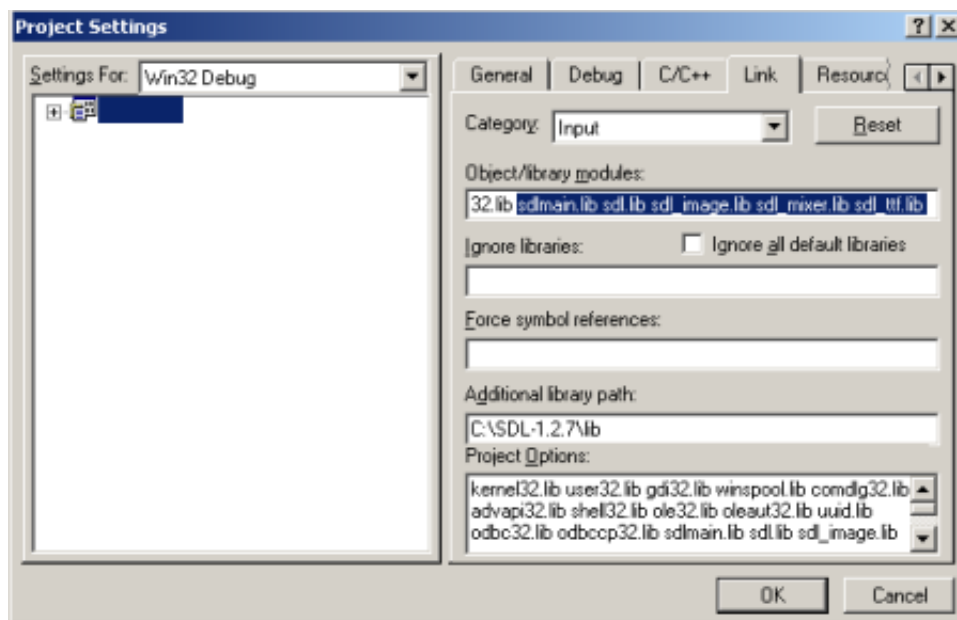 Project Settings
Settings For: Win32 Debug
General Debug C/C++ Link Resourc
Category: Input Reset
Object/library modules:
32.lib sdlmain.lib sdl.lib sdl_image.lib sdl_mixer.lib sdl_ttf.lib
Ignore libraries: Ignore all default libraries
Force symbol references:
Additional library path:
C:\SDL-1.2.7\lib
Project Options:
kernel32.lib user32.lib gdi32.lib winspool.lib comdlg32.lib
advapi32.lib shell32.lib ole32.lib oleaut32.lib uuid.lib
odbc32.lib odbccp32.lib sdlmain.lib sdl.lib sdl_image.lib
OK Cancel